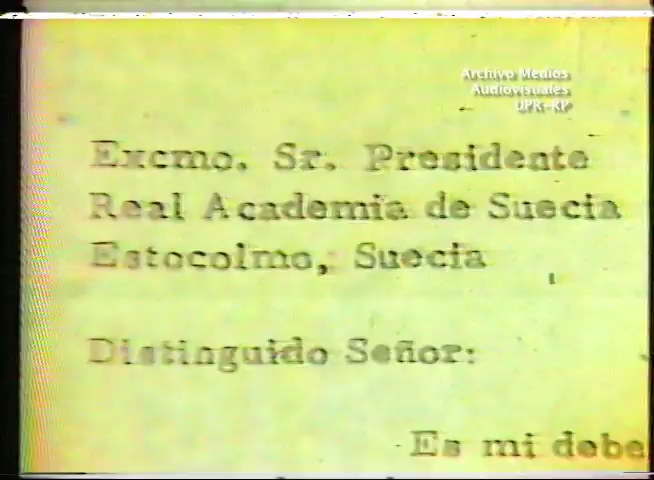 Archivo Medios
Audiovisuales
UPR-RP
Excmo. Sr. Presidente
Real Academia de Suecia
Estocolmo, Suecia
Distinguido Señor:
Es mi debe